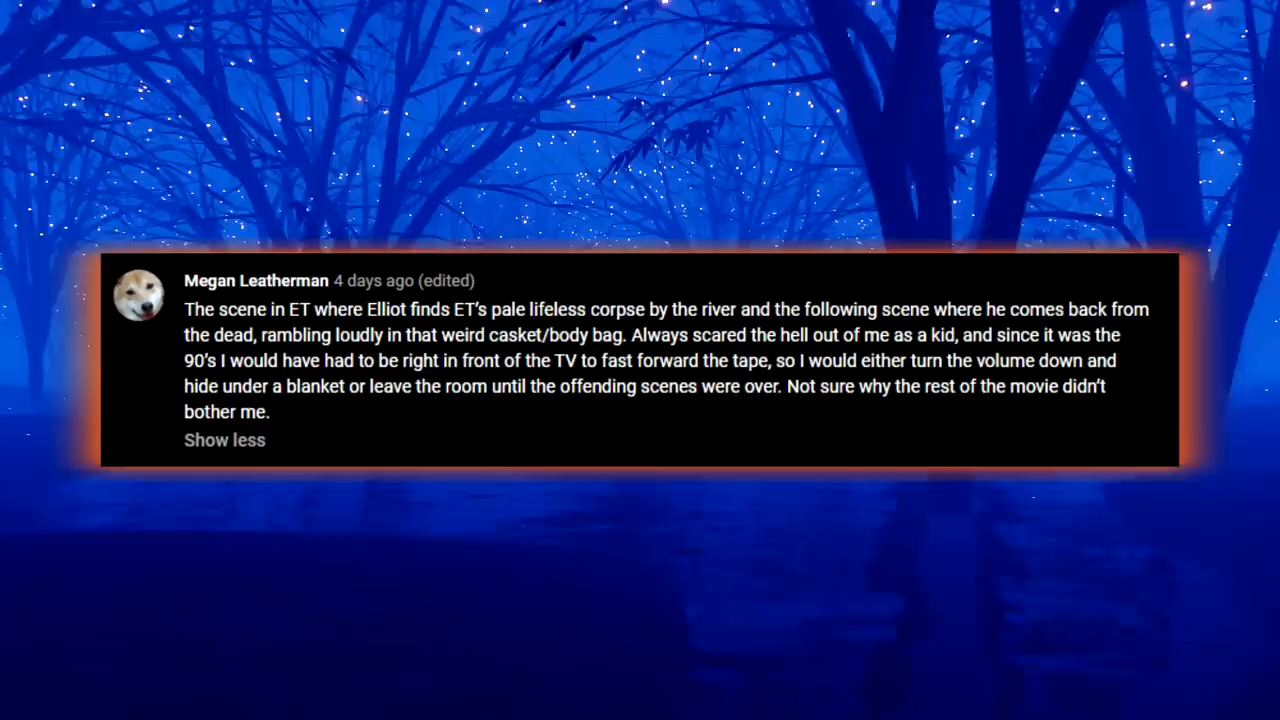 Megan Leatherman 4 days ago (edited)
The scene in ET where Elliot finds ET's pale lifeless corpse by the river and the following scene where he comes back from
the dead, rambling loudly in that weird casket/body bag. Always scared the hell out of me as a kid, and since it was the
90's I would have had to be right in front of the TV to fast forward the tape, so I would either turn the volume down and
hide under a blanket or leave the room until the offending scenes were over. Not sure why the rest of the movie didn't
bother me.
Show less